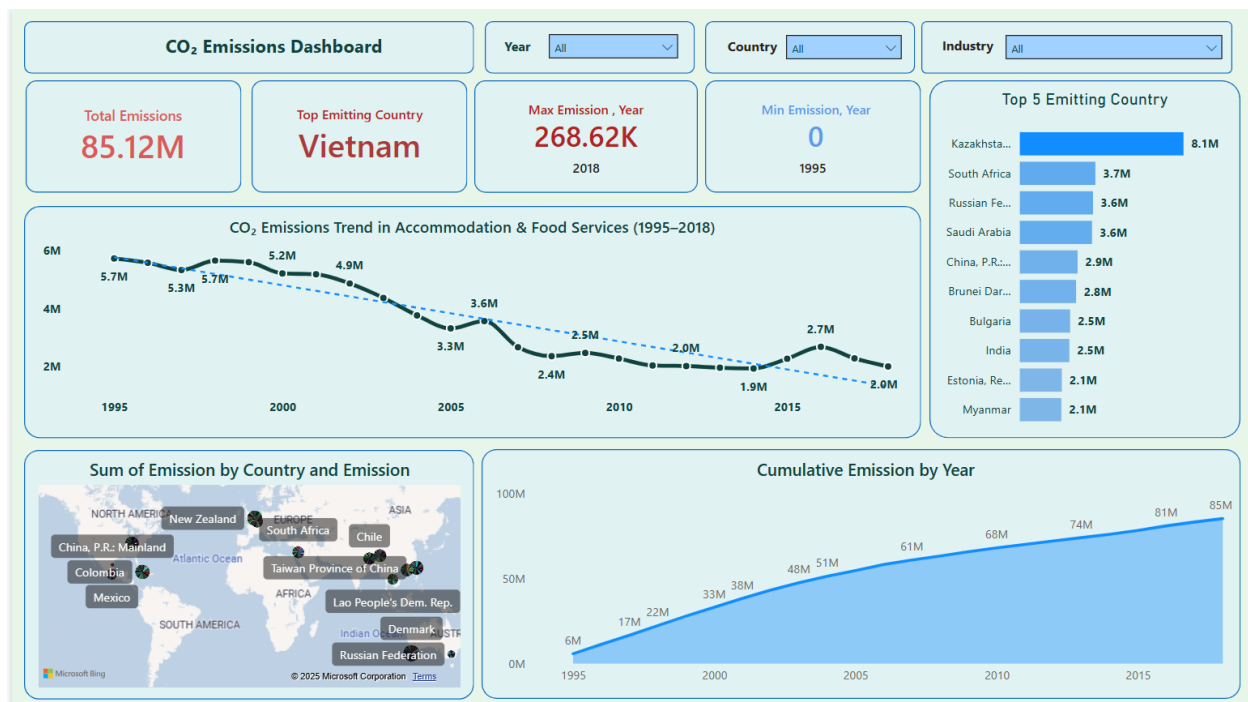 CO₂ Emissions Dashboard
Year
All
Country
All
Industry
All
Total Emissions
85.12M
Top Emitting Country
Vietnam
Max Emission , Year
268.62K
2018
Min Emission, Year
0
1995
Top 5 Emitting Country
Kazakhsta... 8.1M
South Africa 3.7M
Russian Fe... 3.6M
Saudi Arabia 3.6M
China, P.R.:... 2.9M
Brunei Dar... 2.8M
Bulgaria 2.5M
India 2.5M
Estonia, Re... 2.1M
Myanmar 2.1M
CO₂ Emissions Trend in Accommodation & Food Services (1995–2018)
6M
4M
2M
5.7M
5.3M
5.7M
5.2M
4.9M
3.3M
3.6M
2.4M
2.5M
2.0M
1.9M
2.7M
2.0M
1995 2000 2005 2010 2015
Sum of Emission by Country and Emission
NORTH AMERICA
New Zealand
EUROPE
ASIA
South Africa
Chile
China, P.R.: Mainland
Atlantic Ocean
Colombia
Taiwan Province of China
Mexico
AFRICA
Lao People's Dem. Rep.
SOUTH AMERICA
Denmark
Indian Oc
AUSTR
Russian Federation
Microsoft Bing
© 2025 Microsoft Corporation Terms
Cumulative Emission by Year
100M
50M
0M
6M
17M
22M
33M
38M
48M
51M
61M
68M
74M
81M
85M
1995 2000 2005 2010 2015